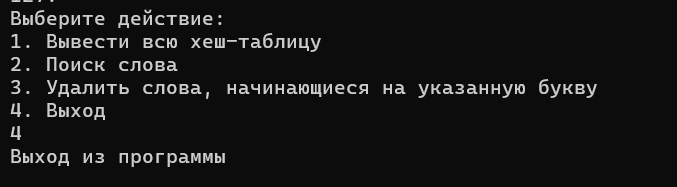 Выберите действие:
1. Вывести всю хеш-таблицу
2. Поиск слова
3. Удалить слова, начинающиеся на указанную букву
4. Выход
4
Выход из программы